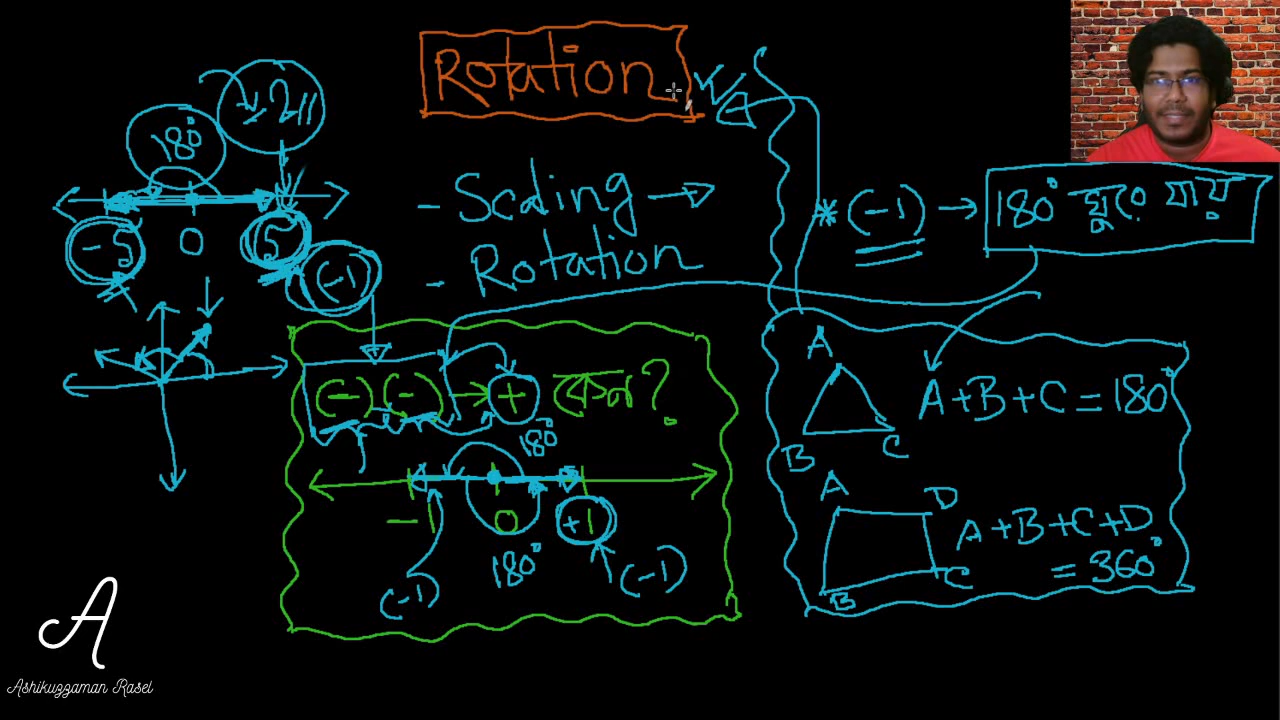 Rotation
180°
- Scaling →
- Rotation
-5 0 5
(-1)
* (-1) → 180° ঘুরে যায়
(-)(-) → + কেন?
180°
-1 0 +1
180°
(-1) (-1)
A
B C
A+B+C = 180°
A D
B C
A+B+C+D
= 360°
A
Ashikuzzaman Rasel